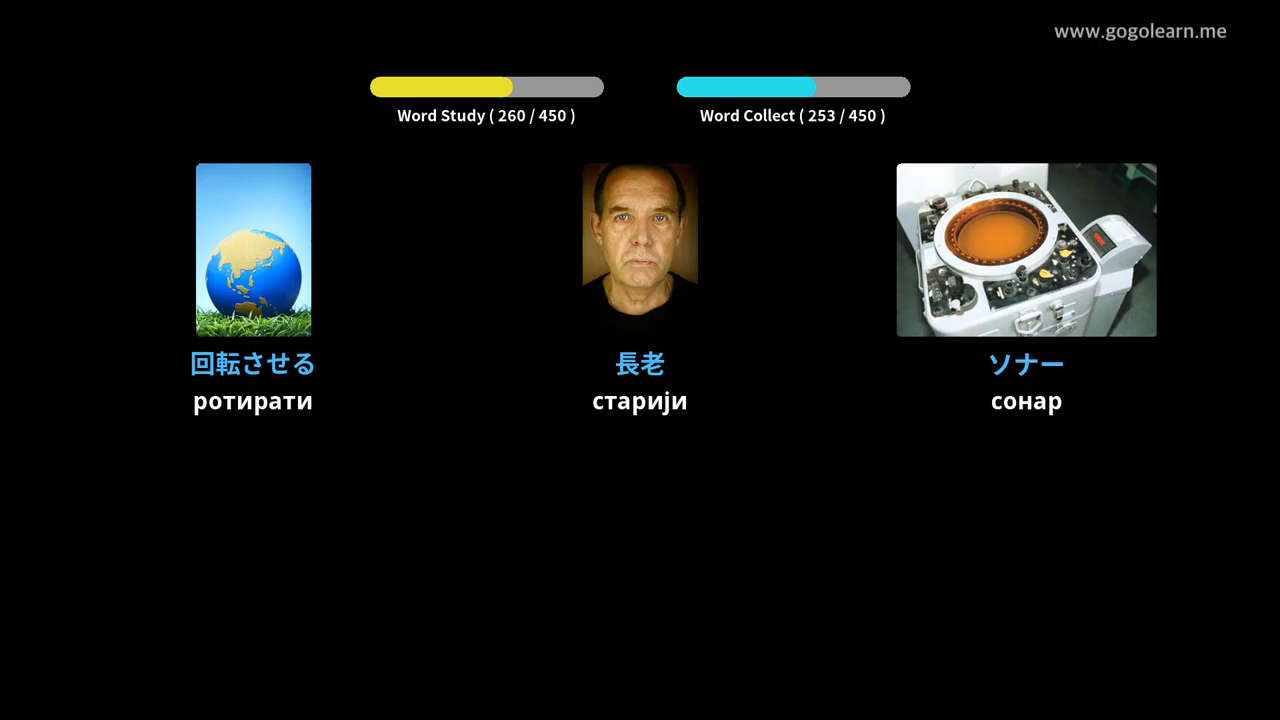 www.gogolearn.me
Word Study ( 260 / 450 )
Word Collect ( 253 / 450 )
回転させる
ротирати
長老
старији
ソナー
сонар